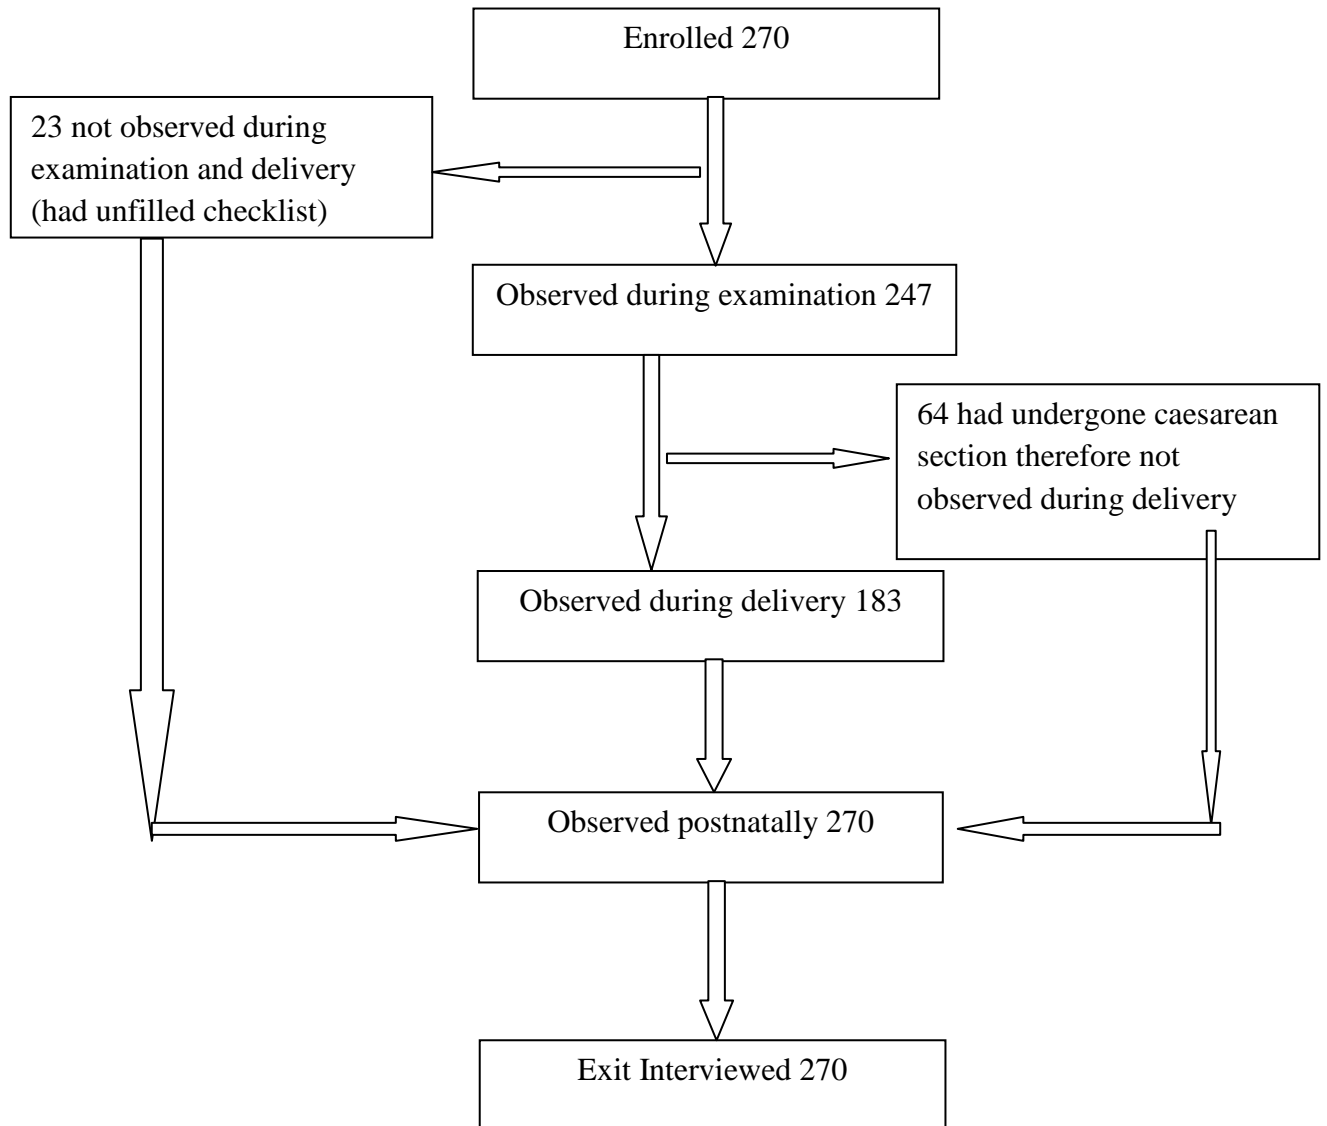 Enrolled 270
23 not observed during
examination and delivery
(had unfilled checklist)
Observed during examination 247
64 had undergone caesarean
section therefore not
observed during delivery
Observed during delivery 183
Observed postnatally 270
Exit Interviewed 270